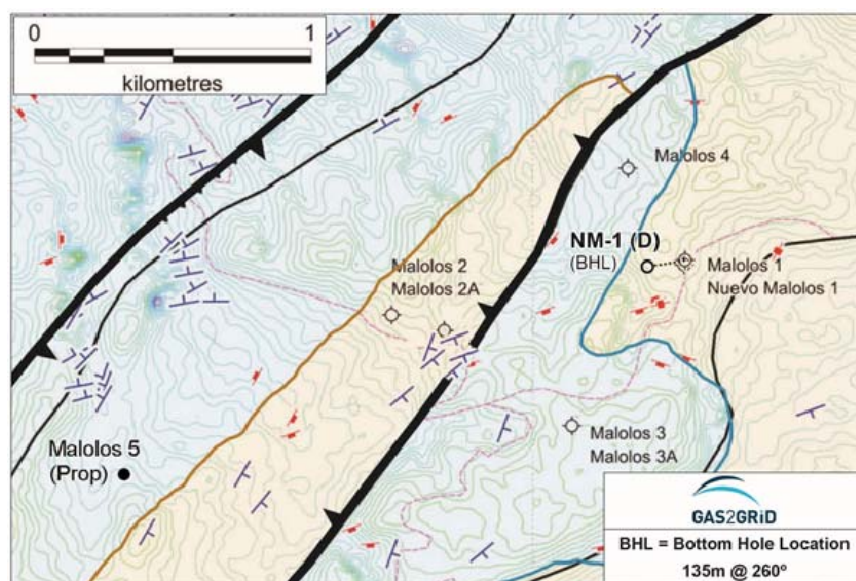 0 1
kilometres
Malolos 4
NM-1 (D)
(BHL)
Malolos 1
Nuevo Malolos 1
Malolos 2
Malolos 2A
Malolos 3
Malolos 3A
Malolos 5
(Prop)
GAS2GRiD
BHL = Bottom Hole Location
135m @ 260°